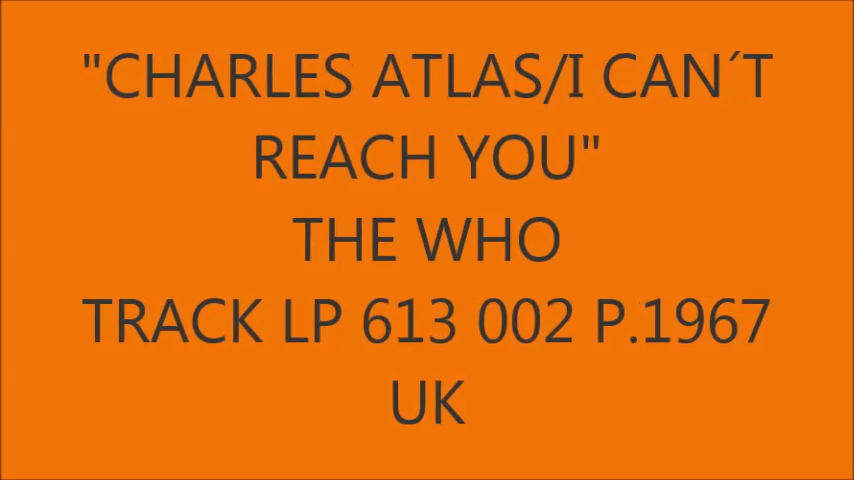 "CHARLES ATLAS/I CAN´T
REACH YOU"
THE WHO
TRACK LP 613 002 P.1967
UK